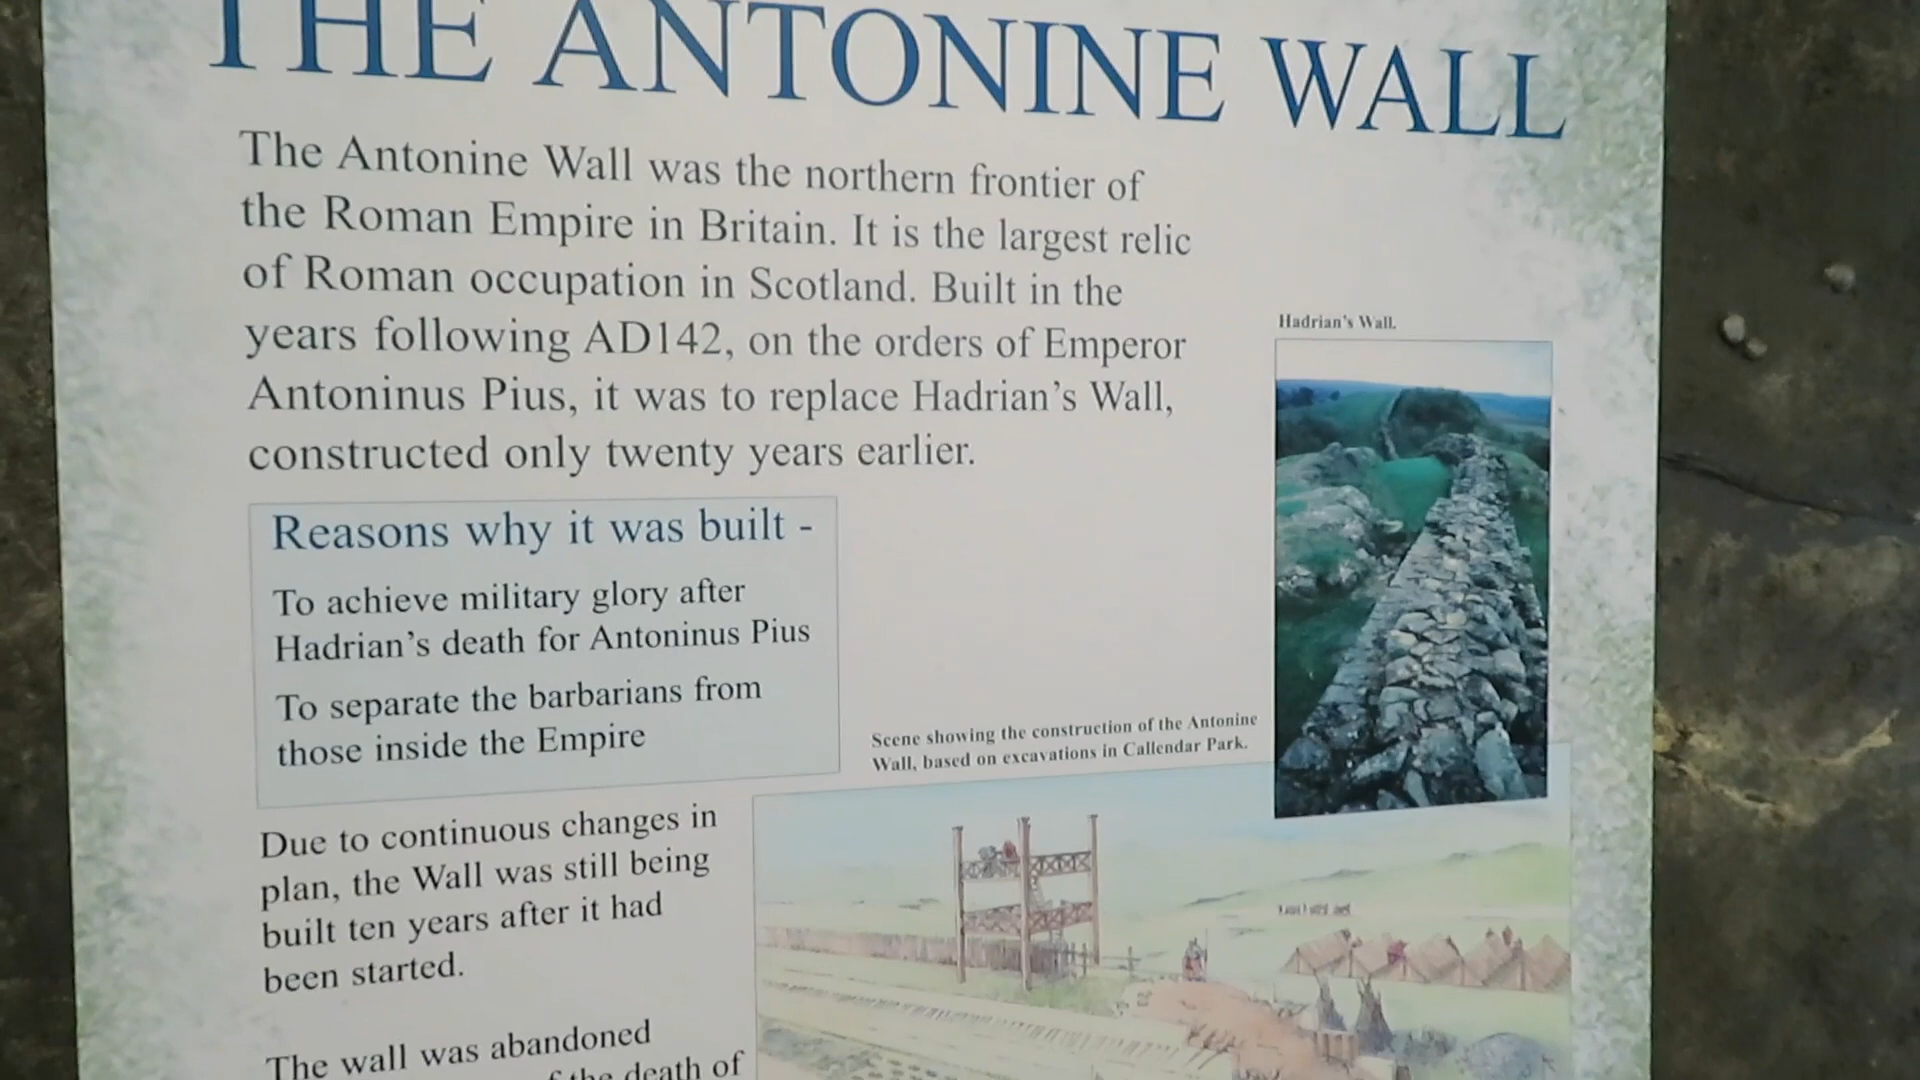 THE ANTONINE WALL
The Antonine Wall was the northern frontier of
the Roman Empire in Britain. It is the largest relic
of Roman occupation in Scotland. Built in the
years following AD142, on the orders of Emperor
Antoninus Pius, it was to replace Hadrian's Wall,
constructed only twenty years earlier.
Hadrian's Wall.
Reasons why it was built -
To achieve military glory after
Hadrian's death for Antoninus Pius
To separate the barbarians from
those inside the Empire
Scene showing the construction of the Antonine
Wall, based on excavations in Callendar Park.
Due to continuous changes in
plan, the Wall was still being
built ten years after it had
been started.
The wall was abandoned
the death of